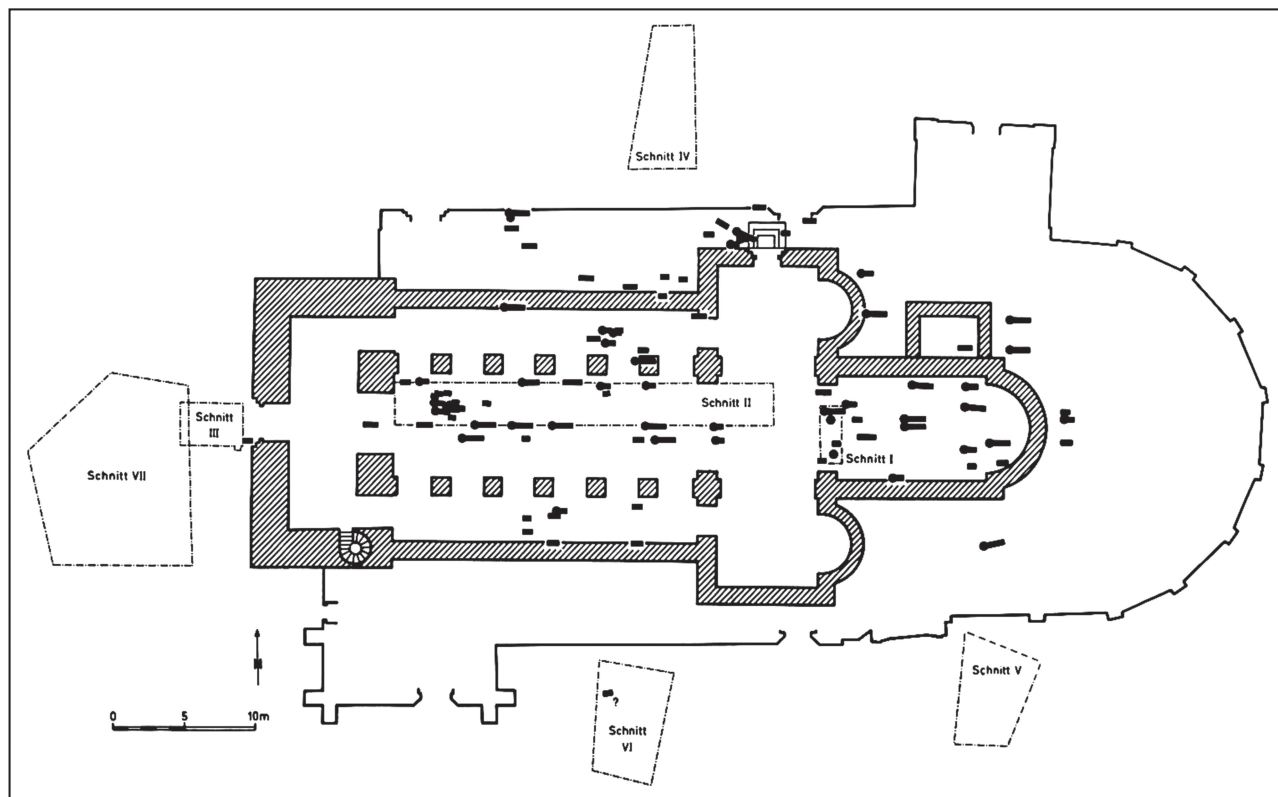 Schnitt IV
Schnitt
III
Schnitt II
Schnitt I
Schnitt VII
Schnitt V
Schnitt
VI
?
N
0
5
10m